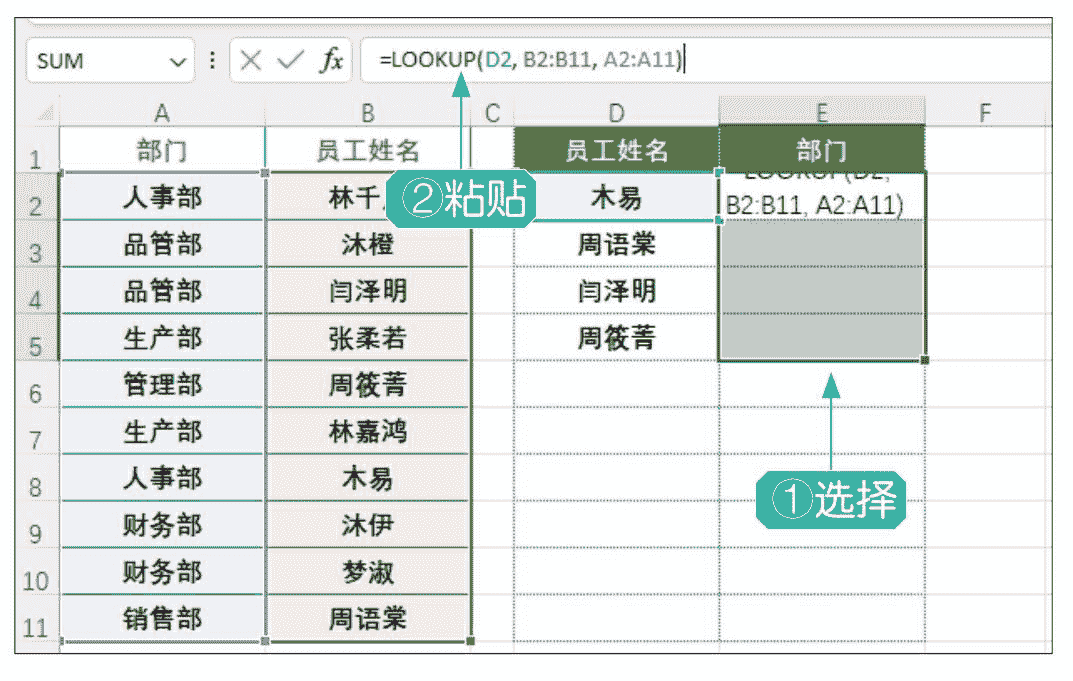 SUM
fx =LOOKUP(D2, B2:B11, A2:A11)
A B C D E F
1 部门 员工姓名 员工姓名 部门
2 人事部 林千 ②粘贴 木易 =LOOKUP(D2,
B2:B11, A2:A11)
3 品管部 沐橙 周语棠
4 品管部 闫泽明 闫泽明
5 生产部 张柔若 周筱菁
6 管理部 周筱菁
7 生产部 林嘉鸿
8 人事部 木易
9 财务部 沐伊 ①选择
10 财务部 梦淑
11 销售部 周语棠